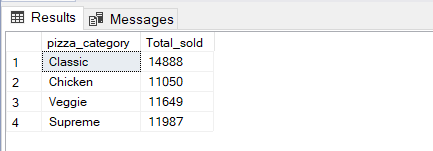 Results Messages
pizza_category Total_sold
1 Classic 14888
2 Chicken 11050
3 Veggie 11649
4 Supreme 11987